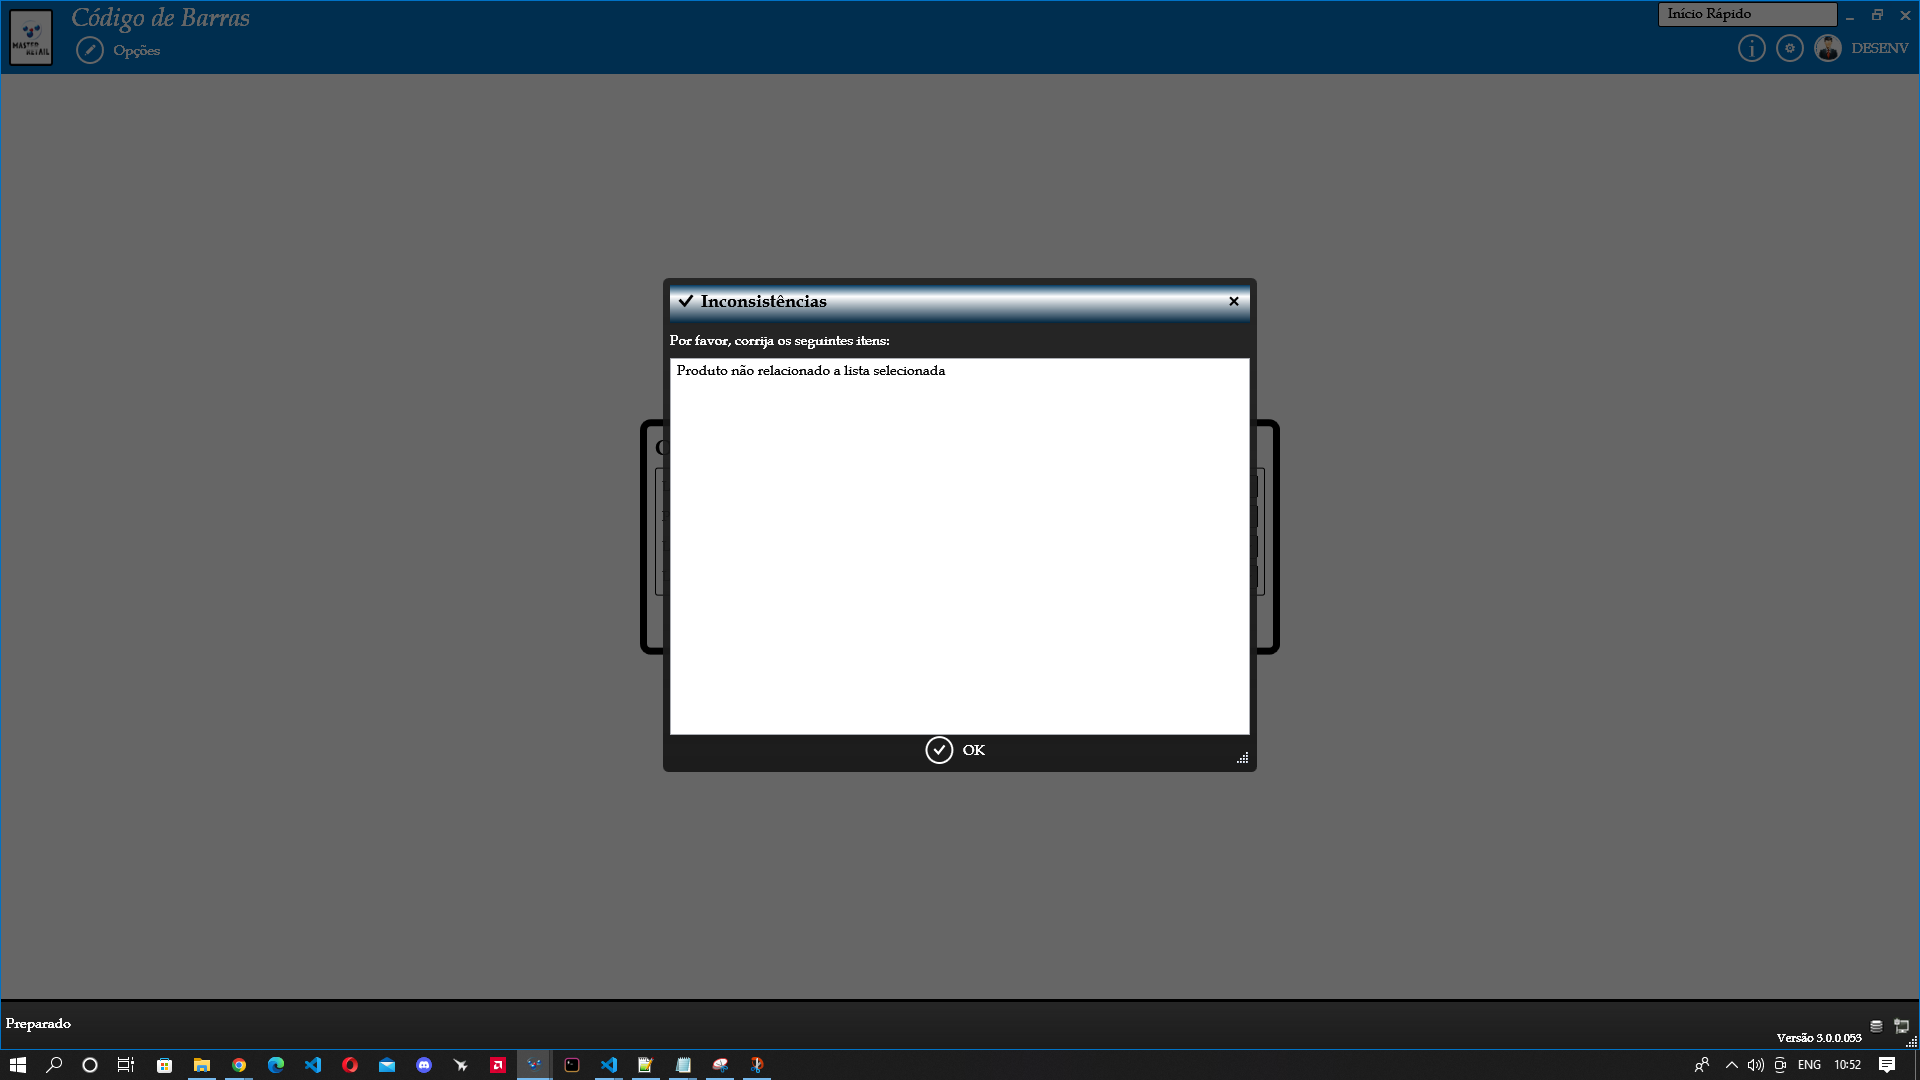 Código de Barras
Início Rápido
MASTER RETAIL
Opções
DESENV
Inconsistências
Por favor, corrija os seguintes itens:
Produto não relacionado a lista selecionada
OK
Preparado
Versão 3.0.0.053
ENG
10:52